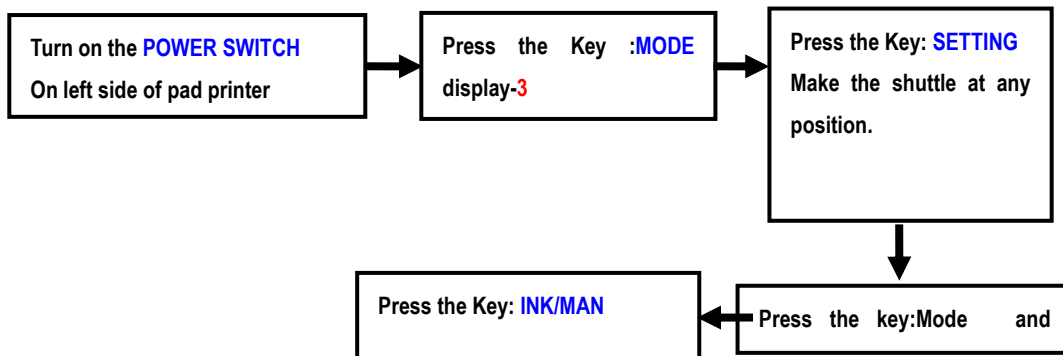 Turn on the POWER SWITCH
On left side of pad printer
Press the Key :MODE
display-3
Press the Key: SETTING
Make the shuttle at any
position.
Press the key:Mode and
Press the Key: INK/MAN